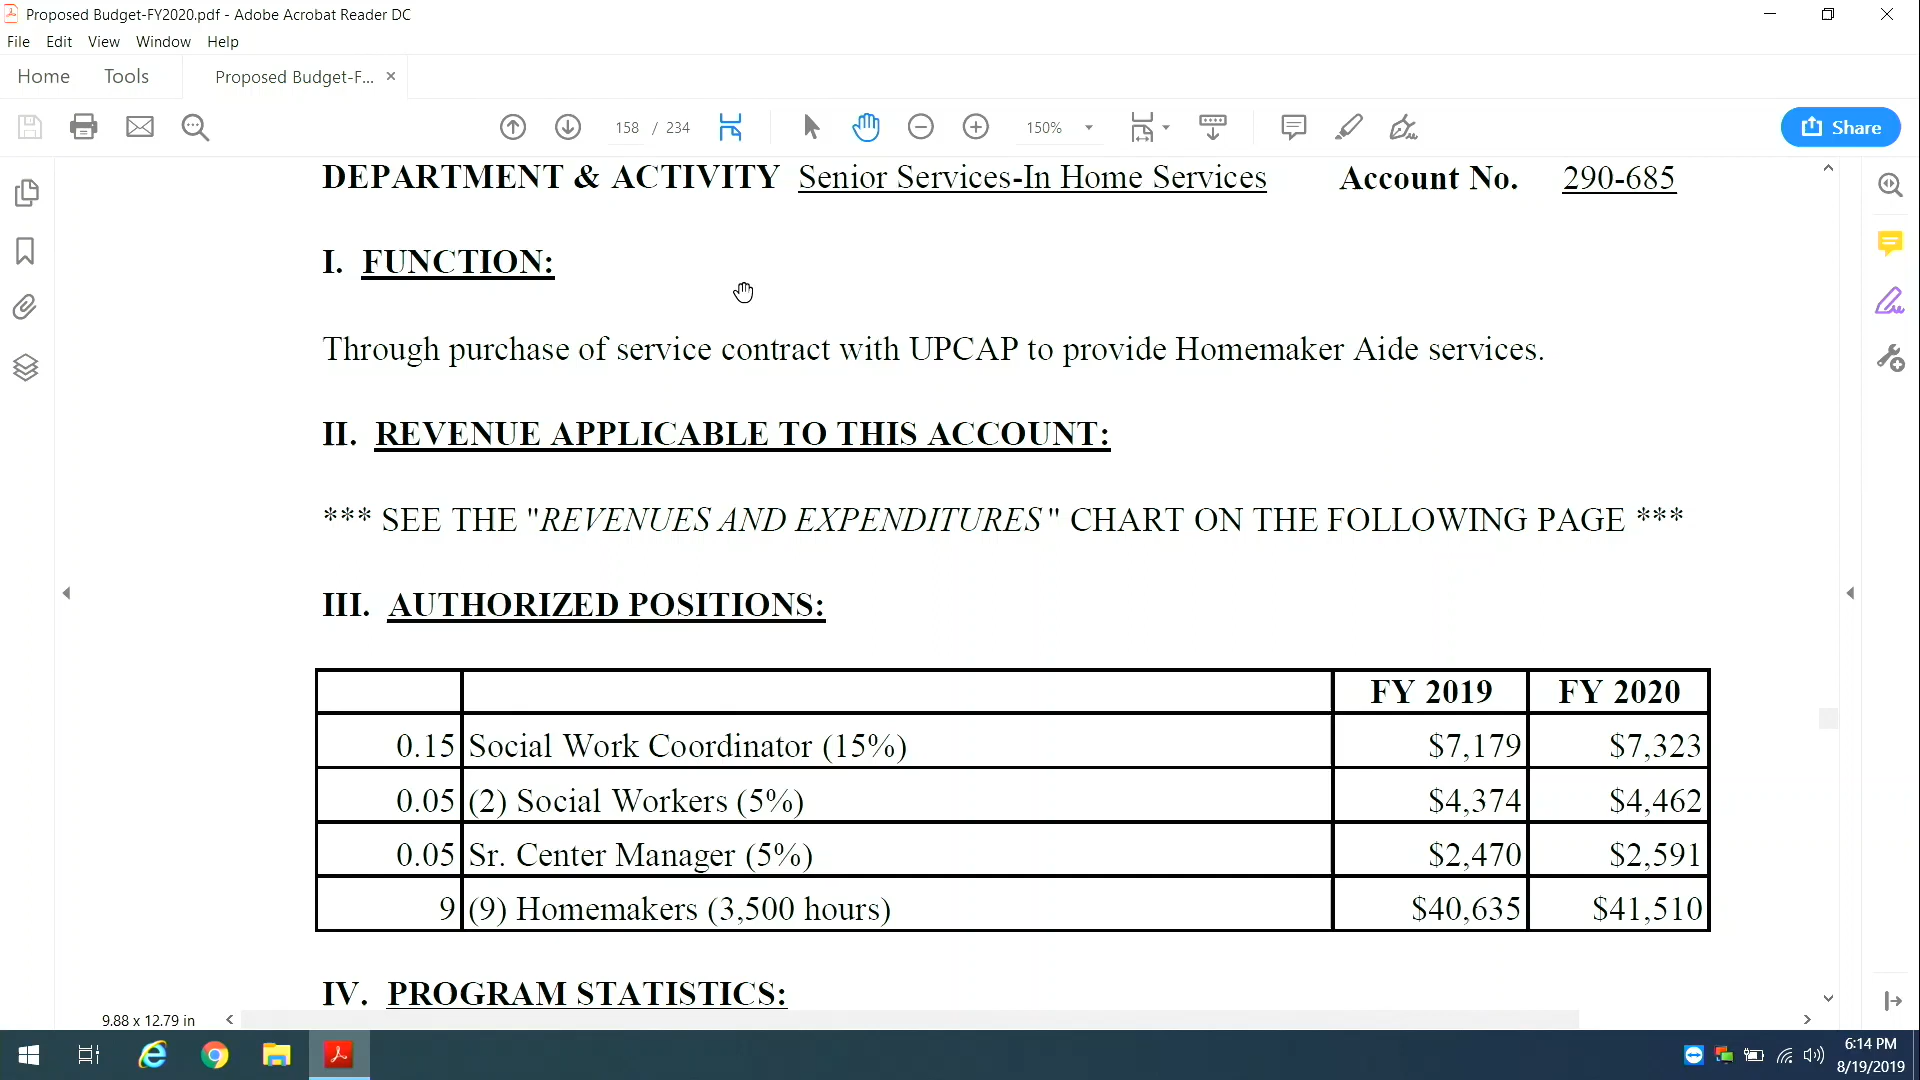 Proposed Budget-FY2020.pdf - Adobe Acrobat Reader DC
File Edit View Window Help
Home Tools Proposed Budget-F... ×
158 / 234 150% Share
DEPARTMENT & ACTIVITY Senior Services-In Home Services Account No. 290-685
I. FUNCTION:
Through purchase of service contract with UPCAP to provide Homemaker Aide services.
II. REVENUE APPLICABLE TO THIS ACCOUNT:
*** SEE THE "REVENUES AND EXPENDITURES" CHART ON THE FOLLOWING PAGE ***
III. AUTHORIZED POSITIONS:
FY 2019 FY 2020
0.15 Social Work Coordinator (15%) $7,179 $7,323
0.05 (2) Social Workers (5%) $4,374 $4,462
0.05 Sr. Center Manager (5%) $2,470 $2,591
9 (9) Homemakers (3,500 hours) $40,635 $41,510
IV. PROGRAM STATISTICS:
9.88 x 12.79 in
6:14 PM
8/19/2019